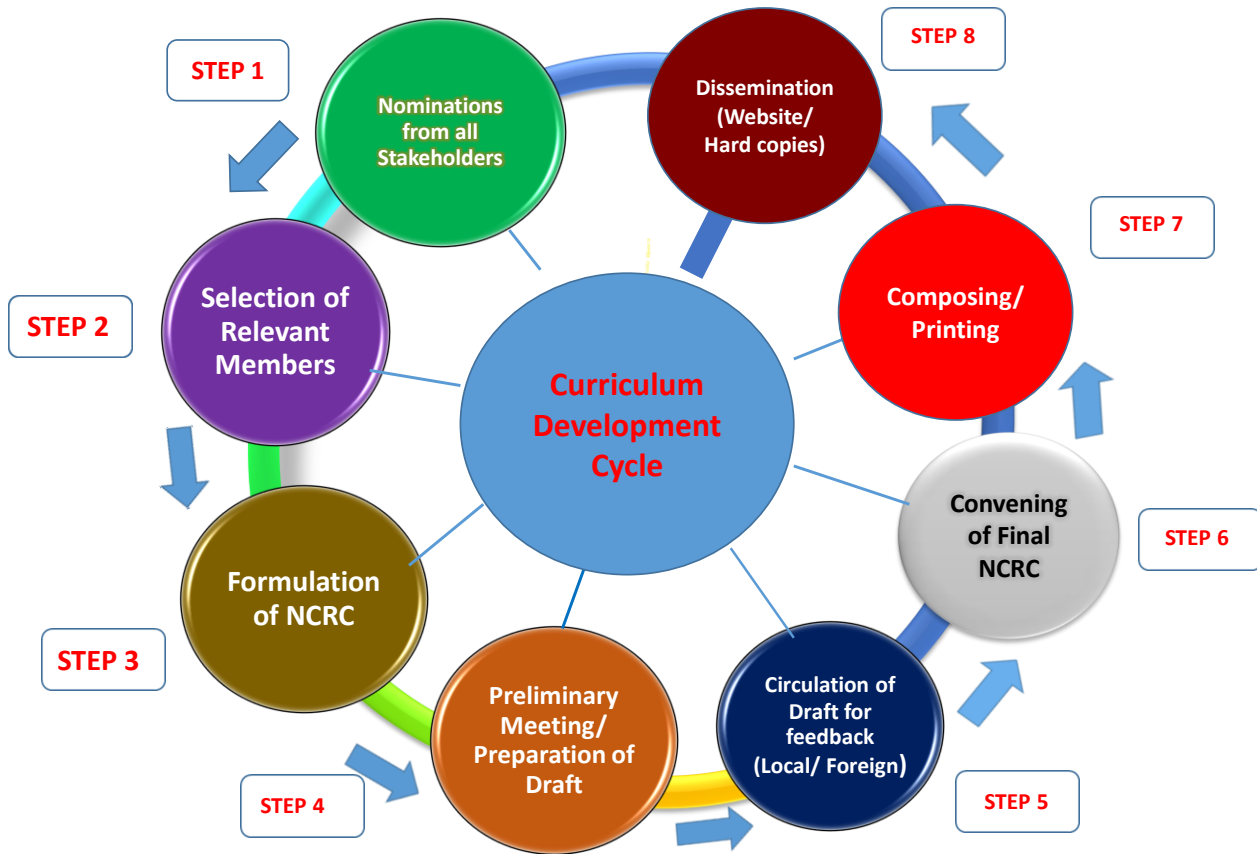 STEP 1
Nominations
from all
Stakeholders
STEP 2
Selection of
Relevant
Members
STEP 3
Formulation
of NCRC
STEP 4
Preliminary
Meeting/
Preparation of
Draft
STEP 5
Circulation of
Draft for
feedback
(Local/ Foreign)
STEP 6
Convening
of Final
NCRC
STEP 7
Composing/
Printing
STEP 8
Dissemination
(Website/
Hard copies)
Curriculum
Development
Cycle